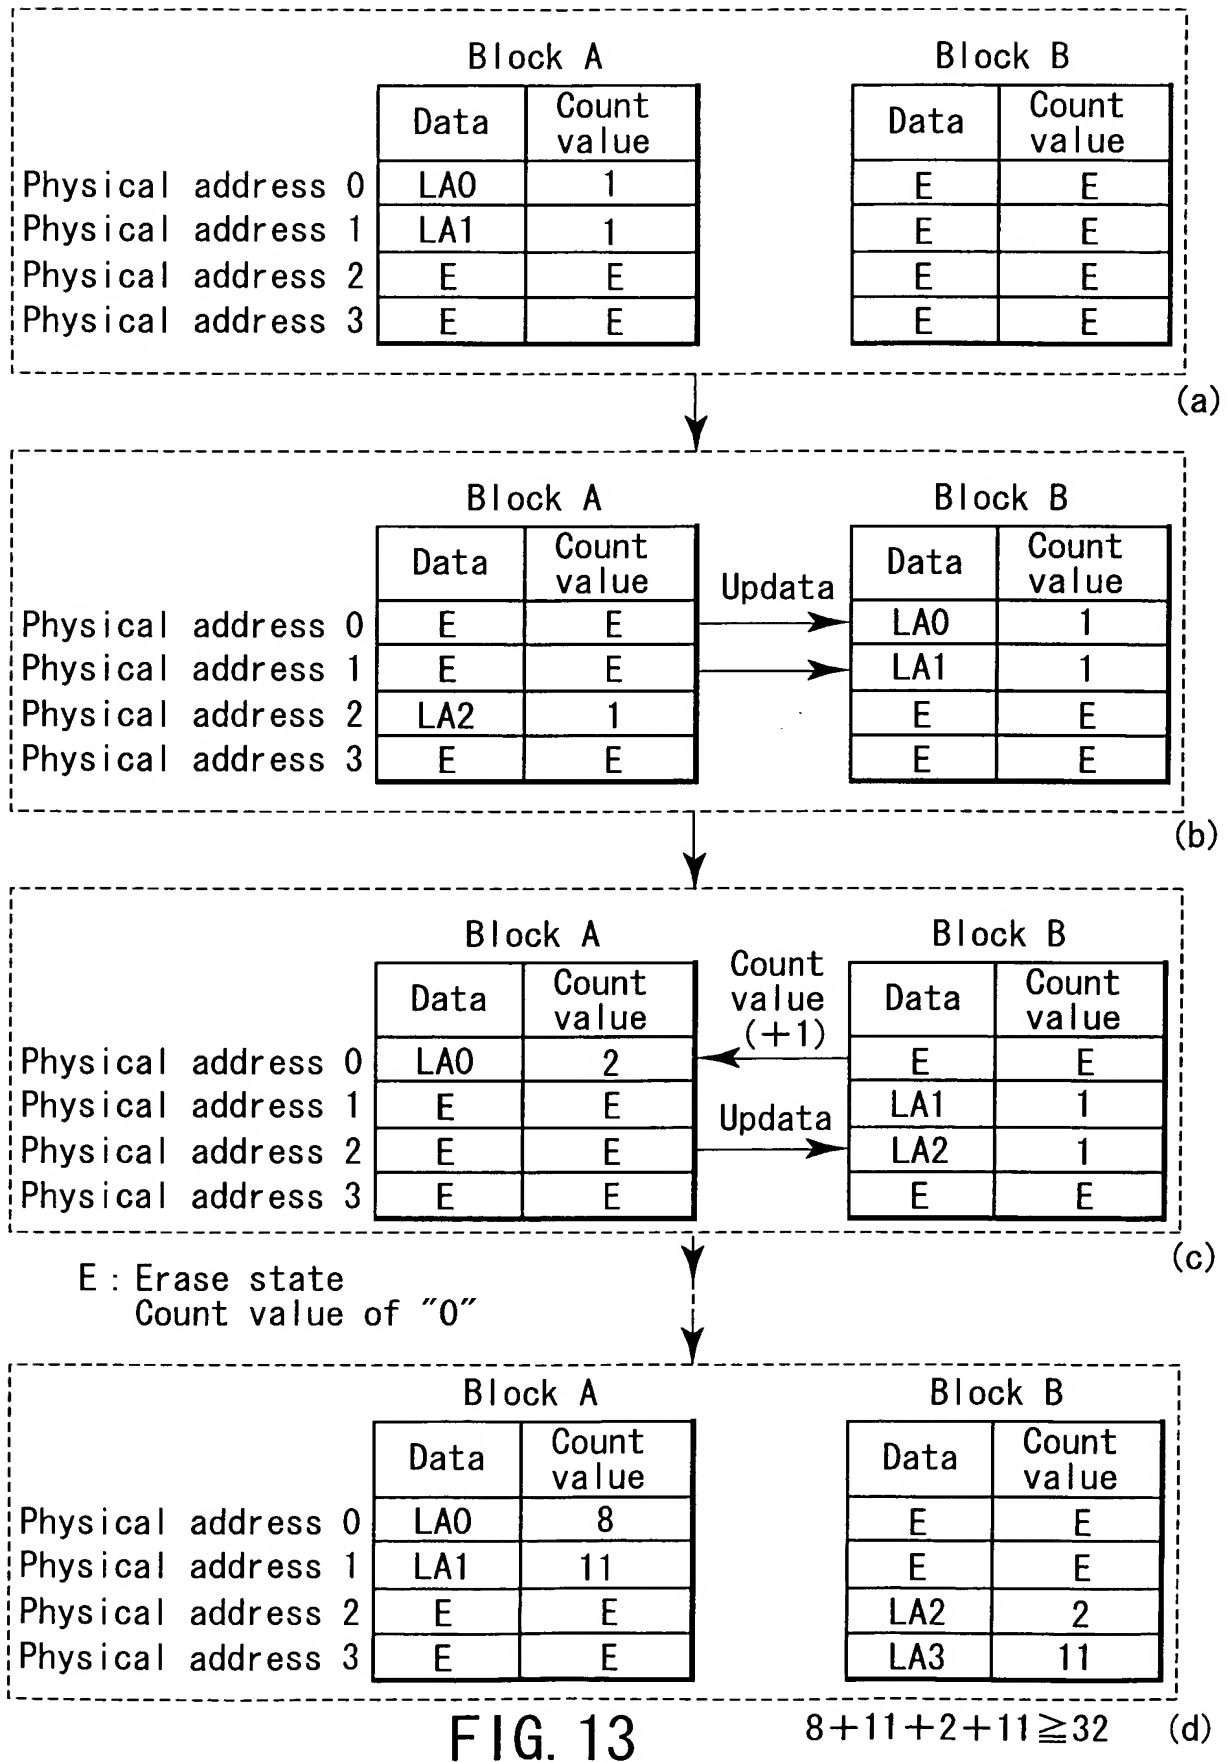 Block A Block B
Data Count value Data Count value
Physical address 0 LA0 1 E E
Physical address 1 LA1 1 E E
Physical address 2 E E E E
Physical address 3 E E E E
(a)
Block A Block B
Data Count value Updata Data Count value
Physical address 0 E E LA0 1
Physical address 1 E E LA1 1
Physical address 2 LA2 1 E E
Physical address 3 E E E E
(b)
Block A Block B
Data Count value Count value (+1) Data Count value
Physical address 0 LA0 2 E E
Physical address 1 E E Updata LA1 1
Physical address 2 E E LA2 1
Physical address 3 E E E E
(c)
E : Erase state
Count value of "0"
Block A Block B
Data Count value Data Count value
Physical address 0 LA0 8 E E
Physical address 1 LA1 11 E E
Physical address 2 E E LA2 2
Physical address 3 E E LA3 11
FIG. 13 8+11+2+11≧32 (d)